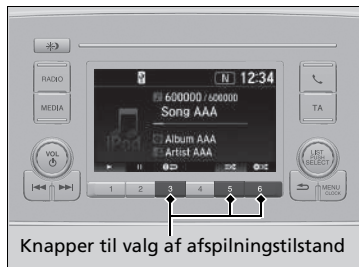 N 12:34
RADIO
600000 / 600000
Song AAA
MEDIA
TA
iPod
Album AAA
Artist AAA
VOL
LIST
PUSH
SELECT
1 2 3 4 5 6
MENU
CLOCK
Knapper til valg af afspilningstilstand